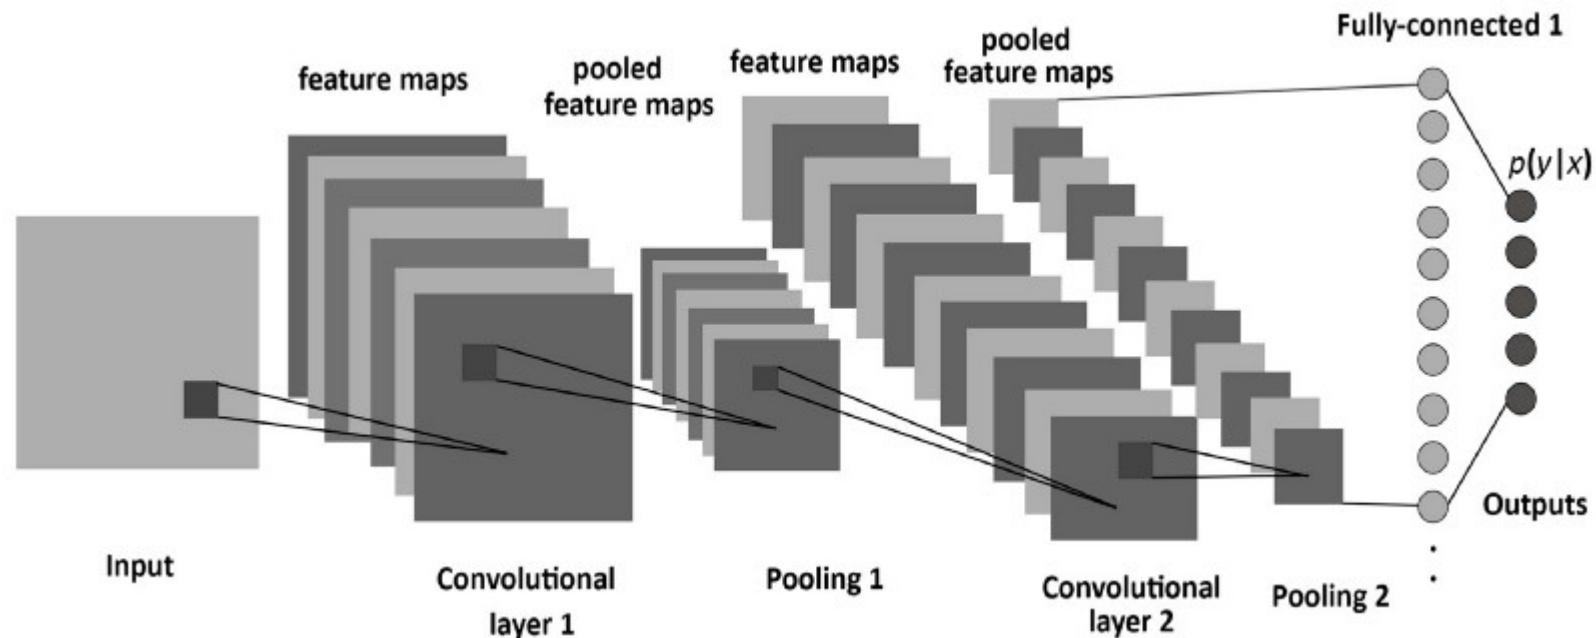 Fully-connected 1
feature maps
pooled
feature maps
feature maps
pooled
feature maps
p(y|x)
Outputs
Input
Convolutional
layer 1
Pooling 1
Convolutional
layer 2
Pooling 2